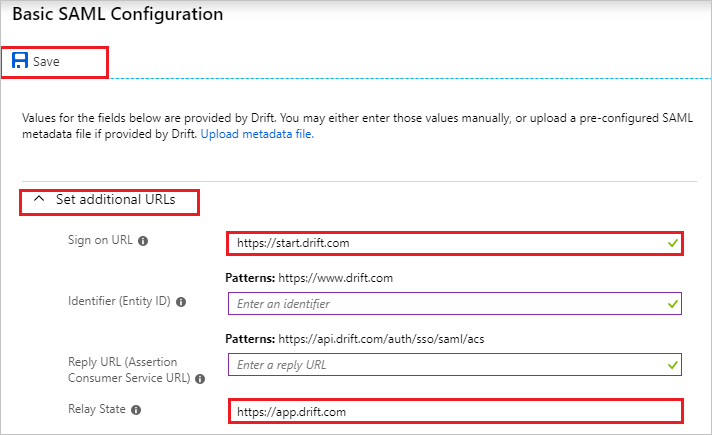 Basic SAML Configuration
Save
Values for the fields below are provided by Drift. You may either enter those values manually, or upload a pre-configured SAML
metadata file if provided by Drift. Upload metadata file.
Set additional URLs
Sign on URL
https://start.drift.com
Patterns: https://www.drift.com
Identifier (Entity ID)
Enter an identifier
Patterns: https://api.drift.com/auth/sso/saml/acs
Reply URL (Assertion
Consumer Service URL)
Enter a reply URL
Relay State
https://app.drift.com